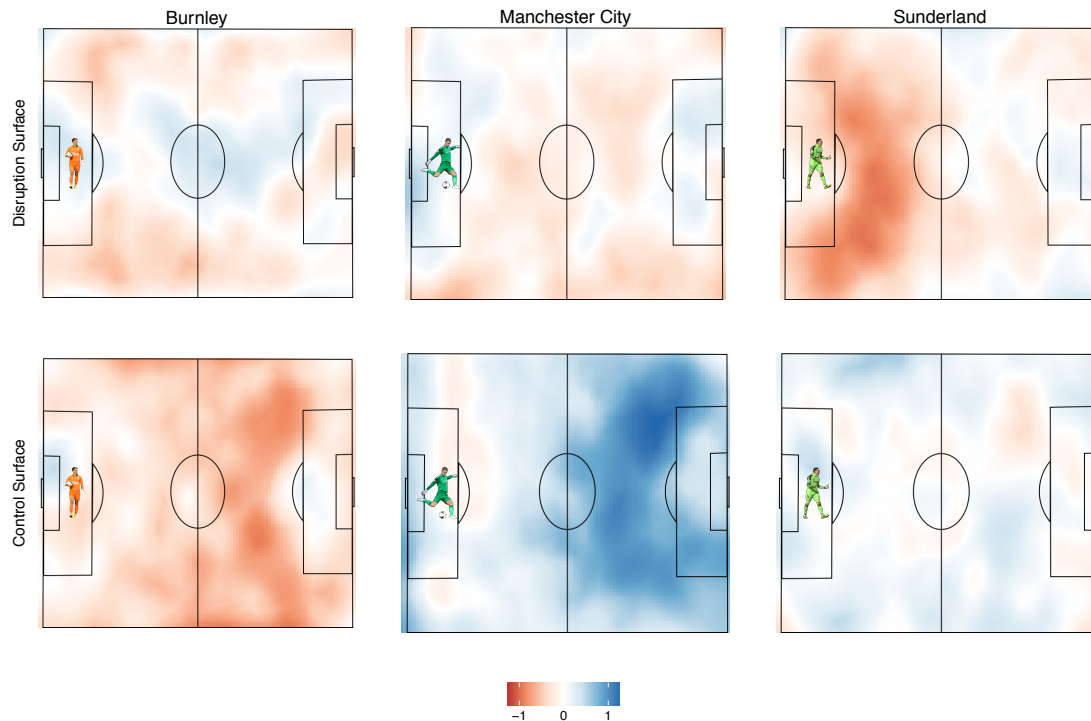 Burnley
Manchester City
Sunderland
Disruption Surface
Control Surface
−1
0
1